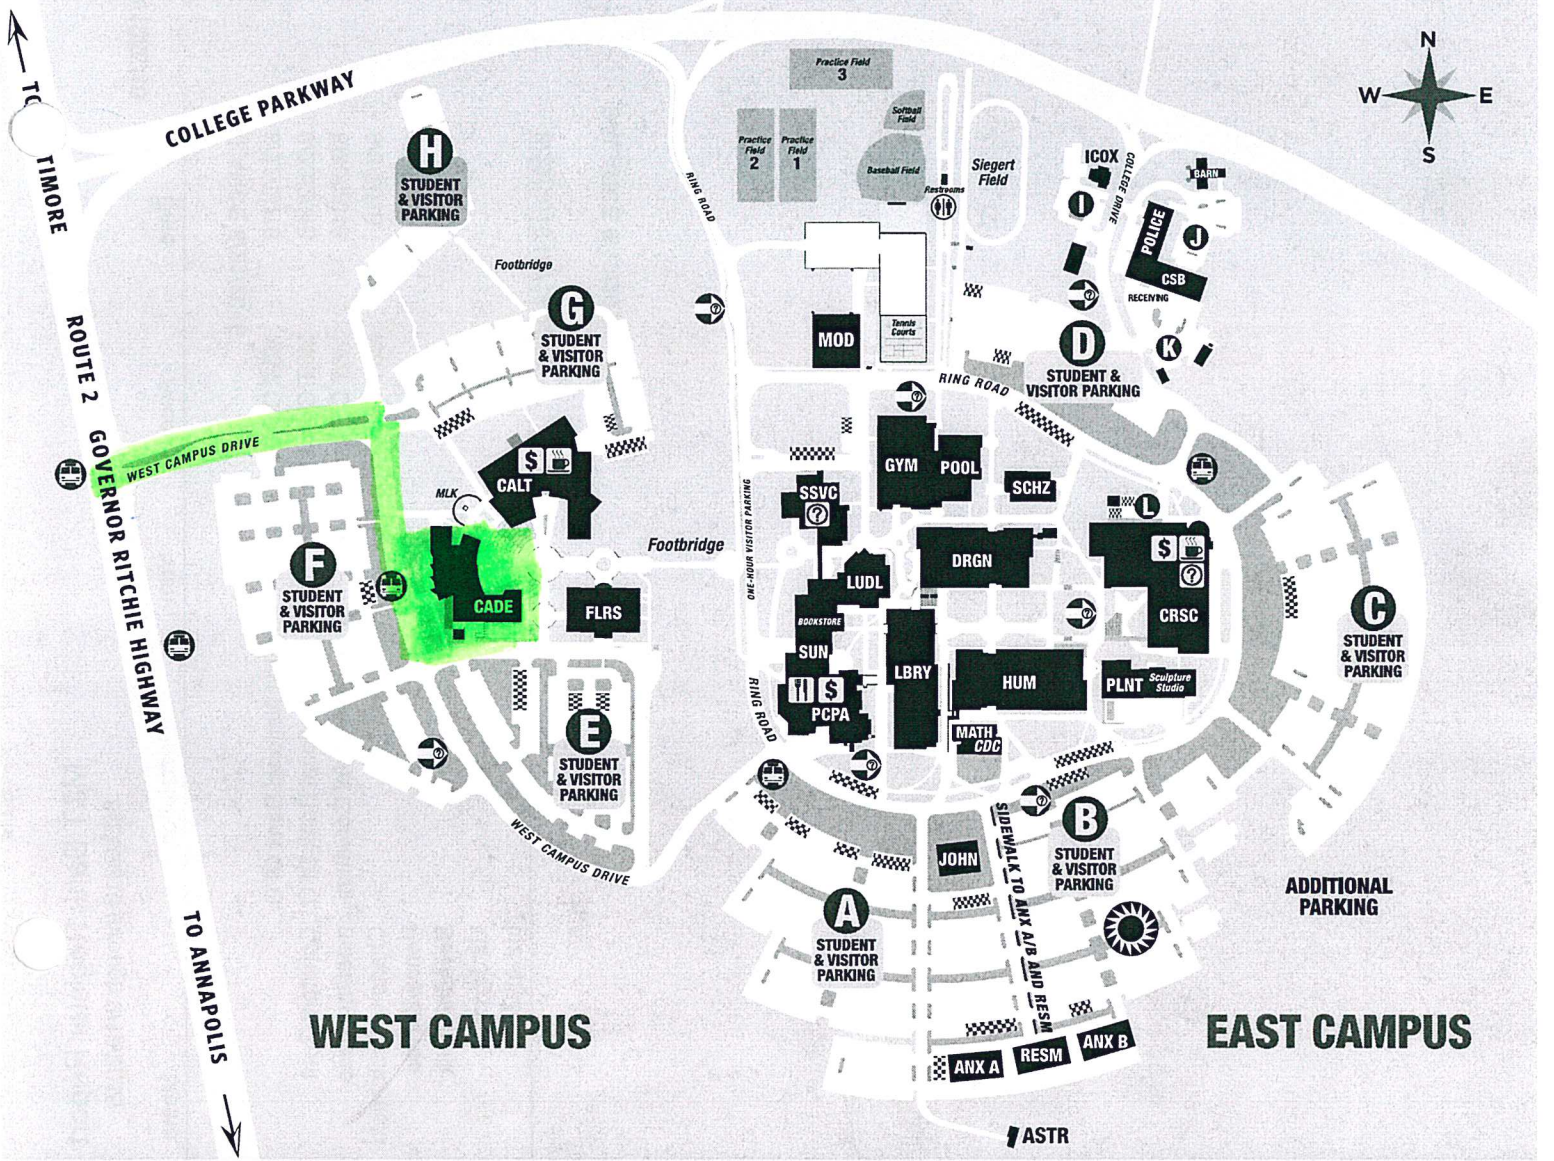 N
W
E
S
TO
TIMORE
COLLEGE PARKWAY
H
STUDENT
& VISITOR
PARKING
Practice Field
3
Practice
Field
2
Practice
Field
1
Softball
Field
Baseball Field
Restrooms
Siegert
Field
RING ROAD
ICOX
COLLEGE DRIVE
BARN
I
POLICE
J
CSB
RECEIVING
K
Footbridge
G
STUDENT
& VISITOR
PARKING
?
?
MOD
Tennis
Courts
D
STUDENT &
VISITOR PARKING
RING ROAD
?
ROUTE 2 GOVERNOR RITCHIE HIGHWAY
WEST CAMPUS DRIVE
$
CALT
MLK
GYM
POOL
SCHZ
SSVC
?
ONE-HOUR VISITOR PARKING
L
$
?
CRSC
F
STUDENT
& VISITOR
PARKING
CADE
FLRS
Footbridge
LUDL
DRGN
BOOKSTORE
SUN
LBRY
HUM
?
PLNT
Sculpture
Studio
C
STUDENT
& VISITOR
PARKING
$
PCPA
MATH
CDC
RING ROAD
E
STUDENT
& VISITOR
PARKING
?
?
?
WEST CAMPUS DRIVE
JOHN
SIDEWALK TO ANX A/B AND RESM
B
STUDENT
& VISITOR
PARKING
ADDITIONAL
PARKING
A
STUDENT
& VISITOR
PARKING
TO ANNAPOLIS
WEST CAMPUS
EAST CAMPUS
ANX A
RESM
ANX B
ASTR